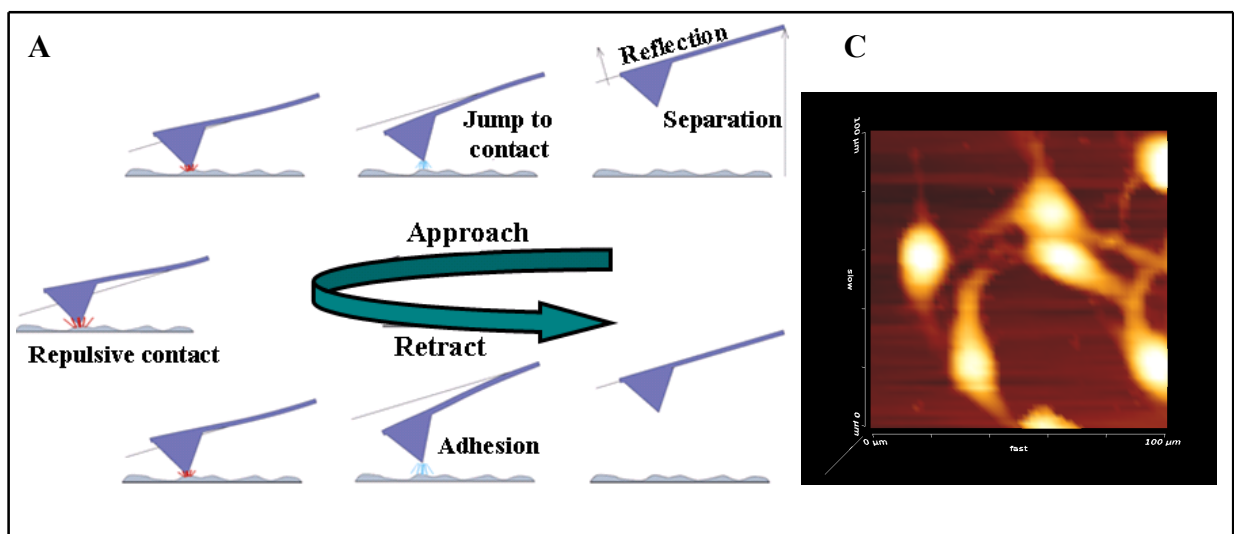 A
Reflection
Separation
Jump to
contact
Approach
Retract
Repulsive contact
Adhesion
C
100 µm
slow
0 µm
0 µm
fast
100 µm